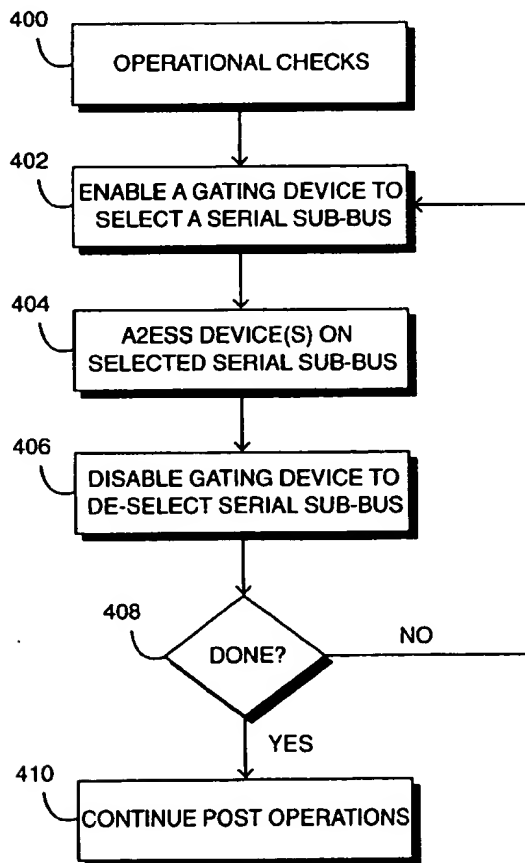 400
OPERATIONAL CHECKS
402
ENABLE A GATING DEVICE TO
SELECT A SERIAL SUB-BUS
404
A2ESS DEVICE(S) ON
SELECTED SERIAL SUB-BUS
406
DISABLE GATING DEVICE TO
DE-SELECT SERIAL SUB-BUS
408
DONE?
NO
YES
410
CONTINUE POST OPERATIONS